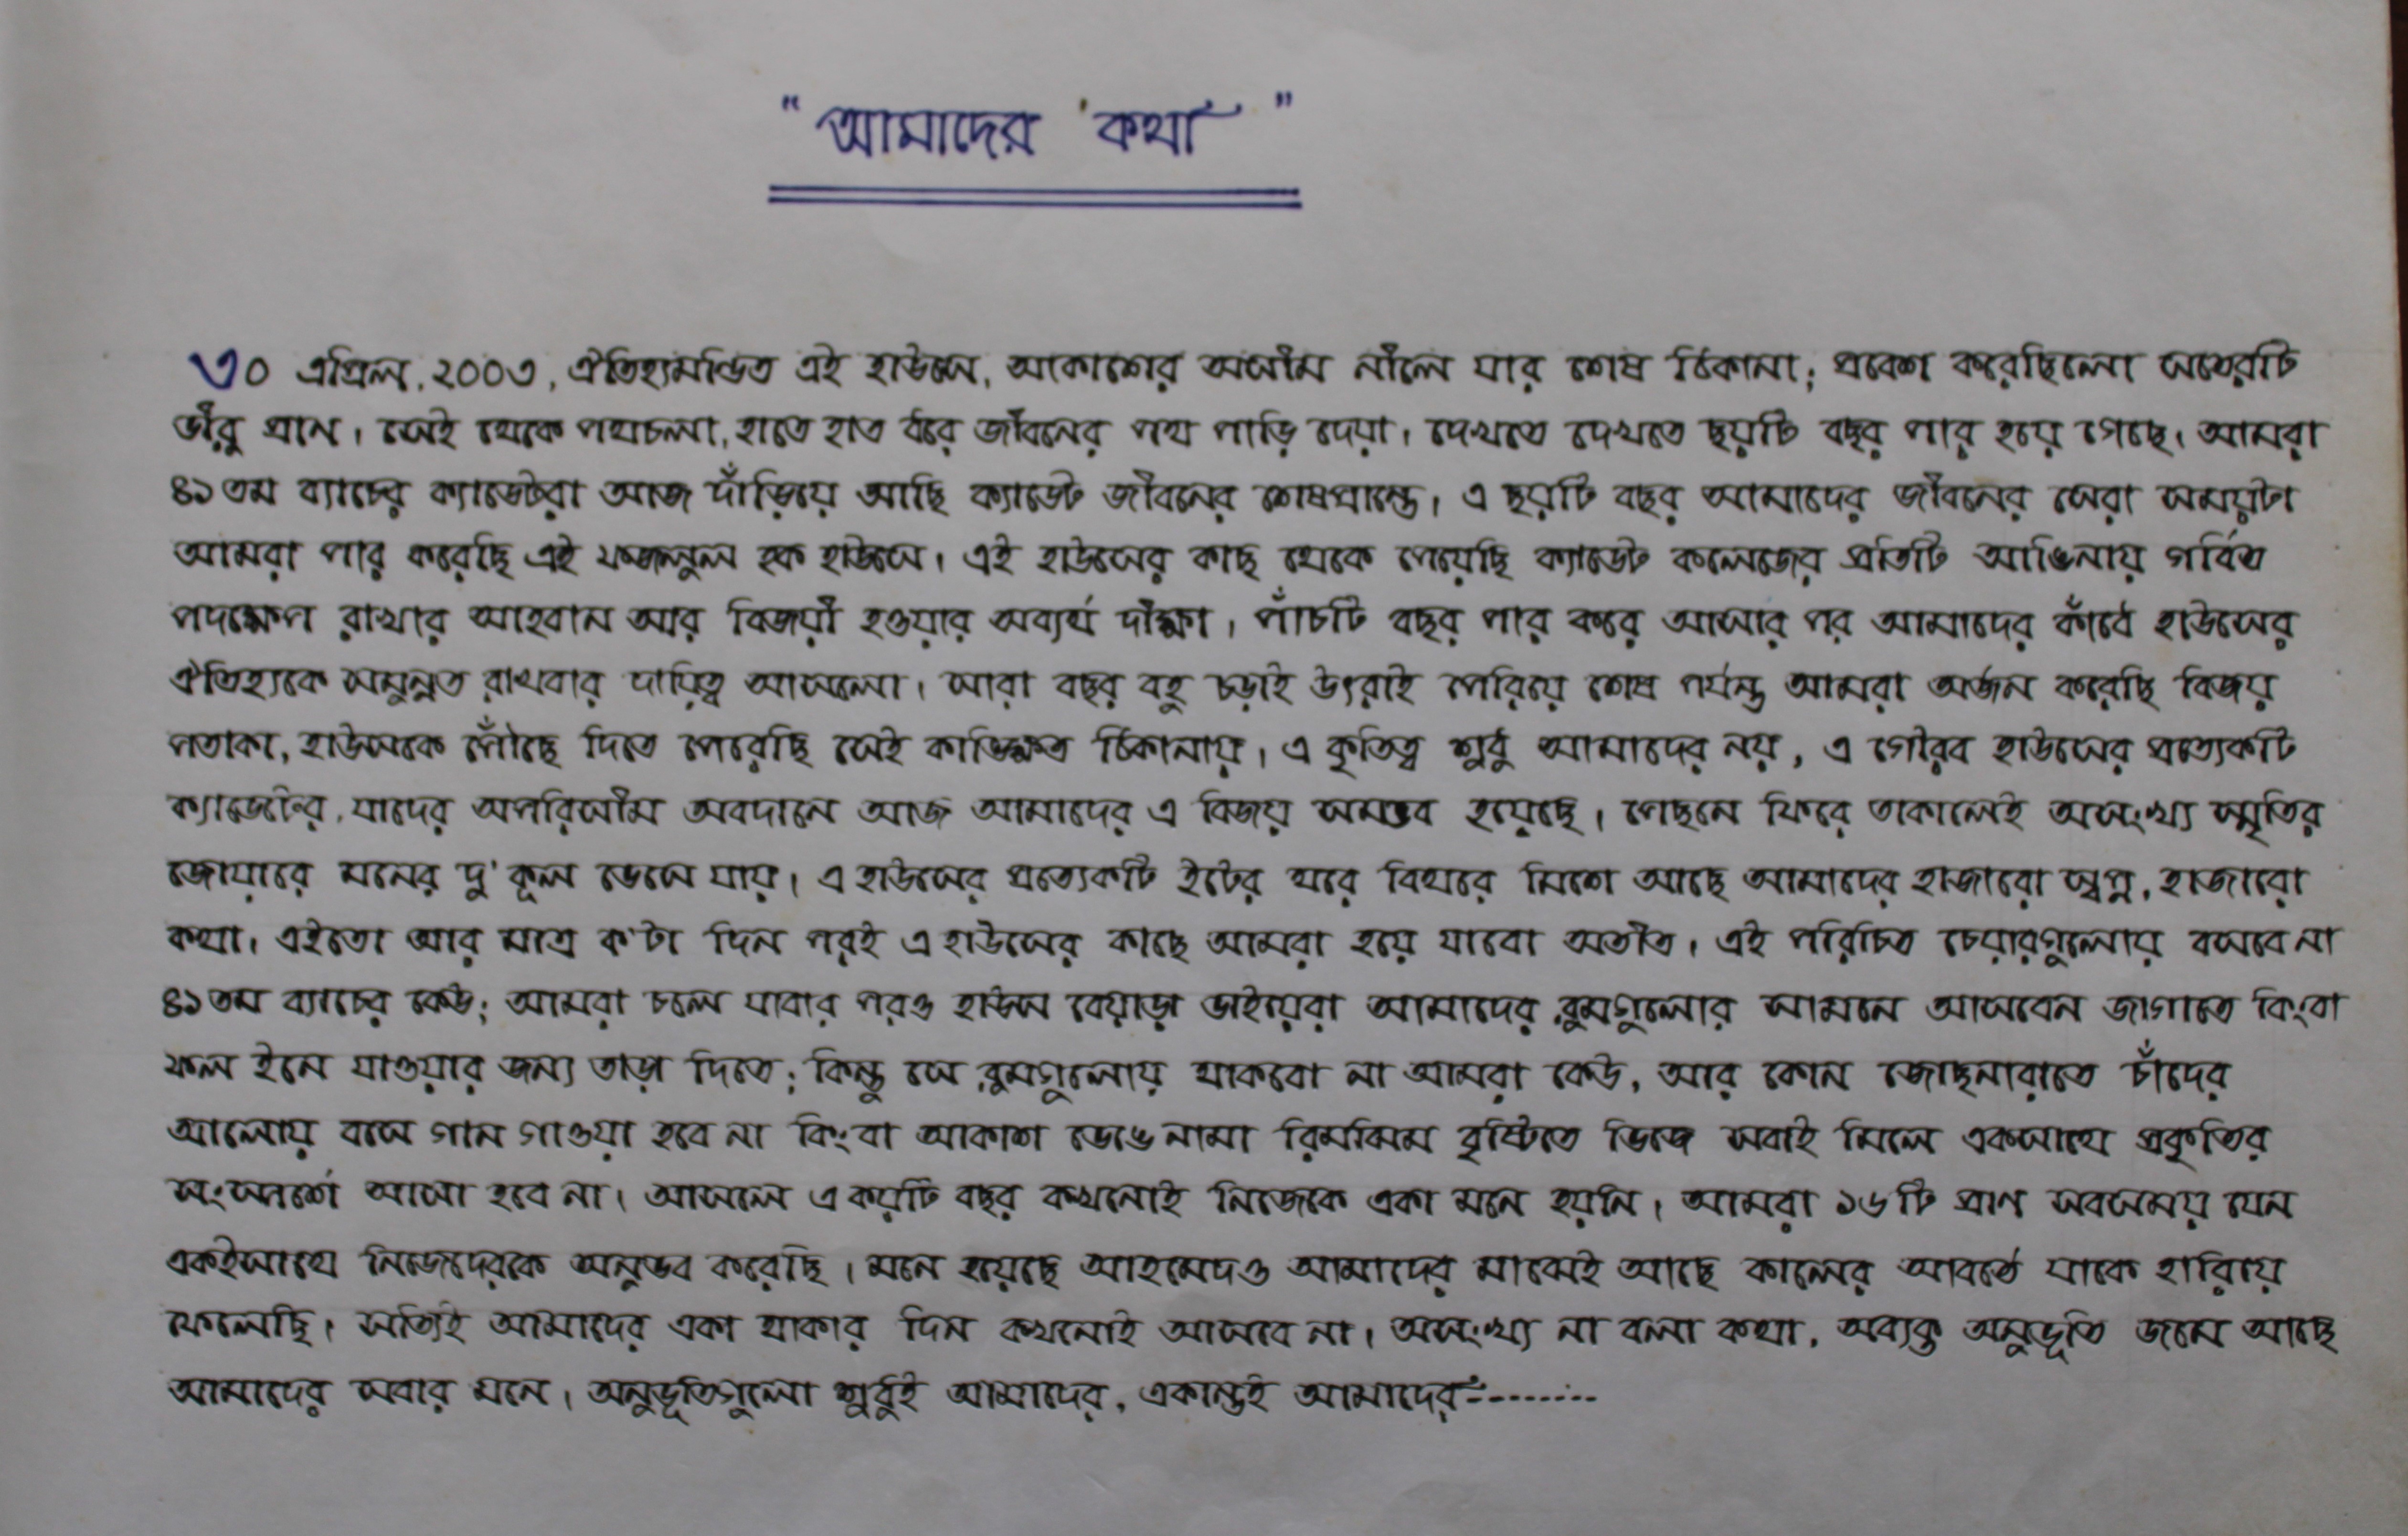 "আমাদের কথা"
৩০ এপ্রিল, ২০০৩, ঐতিহ্যমন্ডিত এই হাউসে, আকাশের অসীম নীলে যার শেষ ঠিকানা; প্রবেশ করেছিলো সতেরটি
ভীরু প্রান। সেই থেকে পথচলা, হাতে হাত ধরে জীবনের পথ পাড়ি দেয়া। দেখতে দেখতে ছয়টি বছর পার হয়ে গেছে। আমরা
৪১তম ব্যাচের ক্যাডেটরা আজ দাঁড়িয়ে আছি ক্যাডেট জীবনের শেষপ্রান্তে। এ ছয়টি বছর আমাদের জীবনের সেরা সময়টা
আমরা পার করেছি এই ফজলুল হক হাউসে। এই হাউসের কাছ থেকে পেয়েছি ক্যাডেট কলেজের প্রতিটি আঙিনায় গর্বিত
পদক্ষেপ রাখার আহবান আর বিজয়ী হওয়ার অব্যর্থ দীক্ষা। পাঁচটি বছর পার করে আসার পর আমাদের কাঁধে হাউসের
ঐতিহ্যকে সমুন্নত রাখবার দায়িত্ব আসলো। সারা বছর বহু চড়াই উৎরাই পেরিয়ে শেষ পর্যন্ত আমরা অর্জন করেছি বিজয়
পতাকা, হাউসকে পৌঁছে দিতে পেরেছি সেই কাঙ্ক্ষিত ঠিকানায়। এ কৃতিত্ব শুধু আমাদের নয়, এ গৌরব হাউসের প্রত্যেকটি
ক্যাডেটের, যাদের অপরিসীম অবদানে আজ আমাদের এ বিজয় সম্ভব হয়েছে। পেছনে ফিরে তাকালেই অসংখ্য স্মৃতির
জোয়ারে মনের দু'কূল ভেসে যায়। এ হাউসের প্রত্যেকটি ইটের থরে বিথরে মিশে আছে আমাদের হাজারো স্বপ্ন, হাজারো
কথা। এইতো আর মাত্র ক'টা দিন পরই এ হাউসের কাছে আমরা হয়ে যাবো অতীত। এই পরিচিত চেয়ারগুলোয় বসবে না
৪১তম ব্যাচের কেউ; আমরা চলে যাবার পরও হাউস বেয়াড়া ভাইয়েরা আমাদের রুমগুলোর সামনে আসবেন জাগাতে কিংবা
ফল ইনে যাওয়ার জন্য তাড়া দিতে; কিন্তু সে রুমগুলোয় থাকবো না আমরা কেউ, আর কোন জোছনারাতে চাঁদের
আলোয় বসে গান গাওয়া হবে না কিংবা আকাশ ভেঙে নামা রিমঝিম বৃষ্টিতে ভিজে সবাই মিলে একসাথে প্রকৃতির
সংস্পর্শে আসা হবে না। আসলে এ কয়টি বছর কখনোই নিজেকে একা মনে হয়নি। আমরা ১৬টি প্রাণ সবসময় যেন
একইসাথে নিজেদেরকে অনুভব করেছি। মনে হয়েছে আহমেদও আমাদের মাঝেই আছে কালের আবর্তে যাকে হারিয়ে
ফেলেছি। সত্যিই আমাদের একা থাকার দিন কখনোই আসবে না। অসংখ্য না বলা কথা, অব্যক্ত অনুভূতি জমে আছে
আমাদের সবার মনে। অনুভূতিগুলো শুধুই আমাদের, একান্তই আমাদের.........